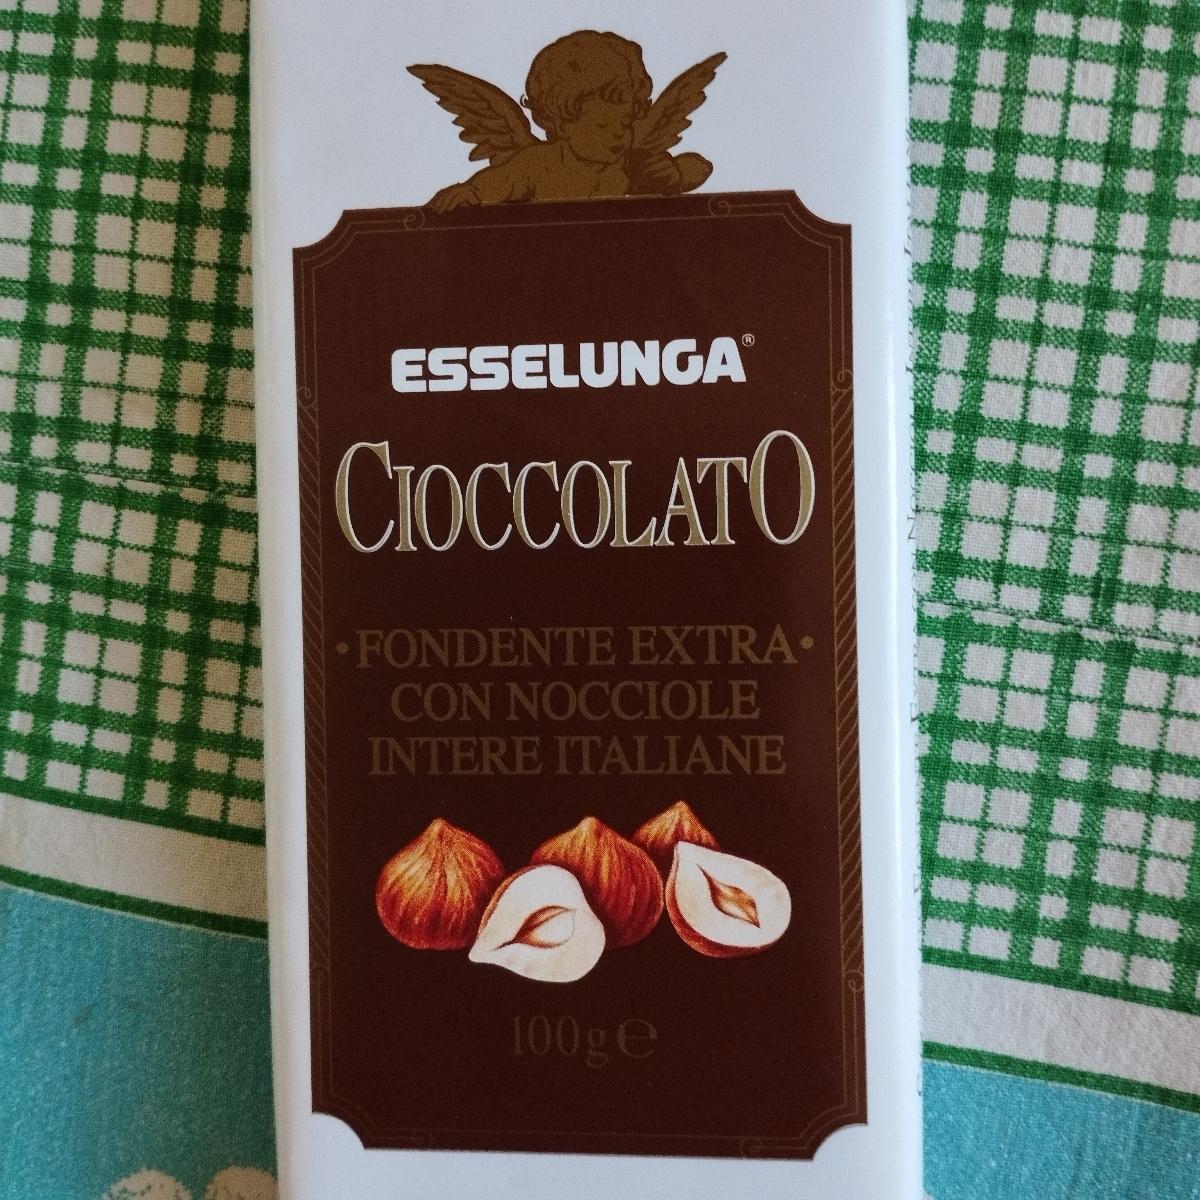 ESSELUNGA®
CIOCCOLATO
•FONDENTE EXTRA•
CON NOCCIOLE
INTERE ITALIANE
100g℮